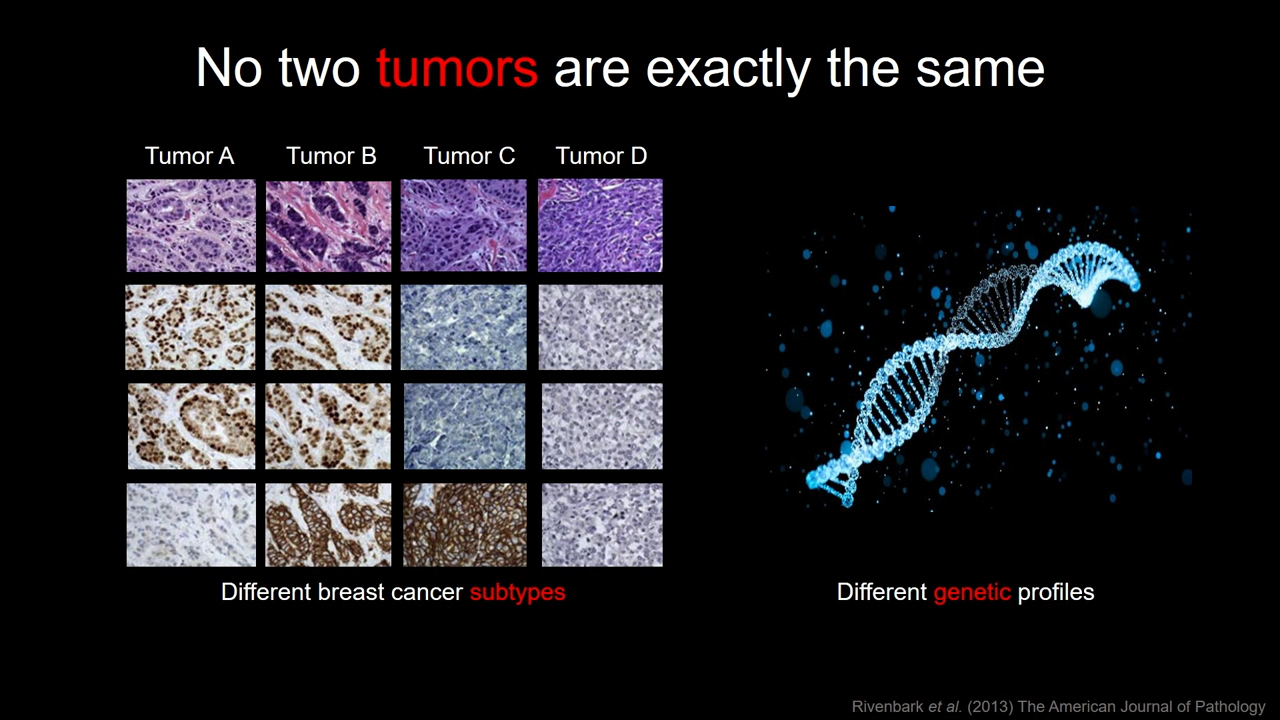 No two tumors are exactly the same
Tumor A Tumor B Tumor C Tumor D
Different breast cancer subtypes
Different genetic profiles
Rivenbark et al. (2013) The American Journal of Pathology